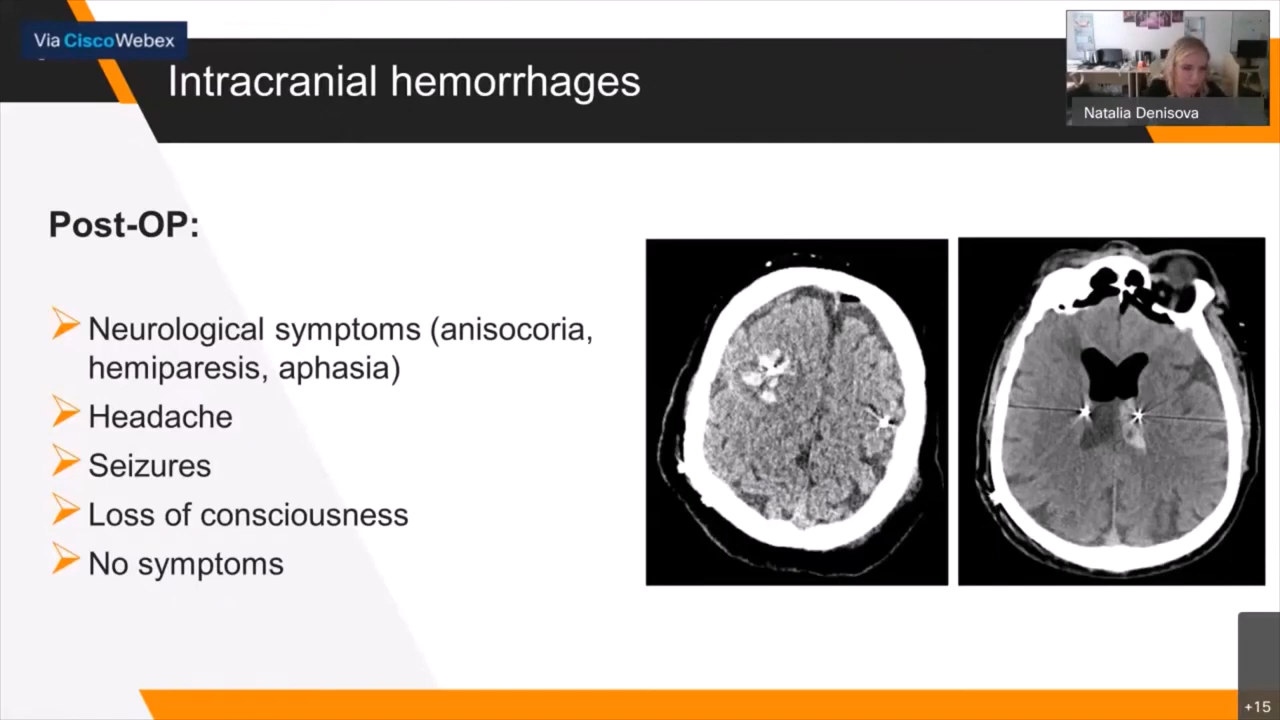 Via CiscoWebex
Intracranial hemorrhages
Natalia Denisova
Post-OP:
Neurological symptoms (anisocoria,
hemiparesis, aphasia)
Headache
Seizures
Loss of consciousness
No symptoms
+15